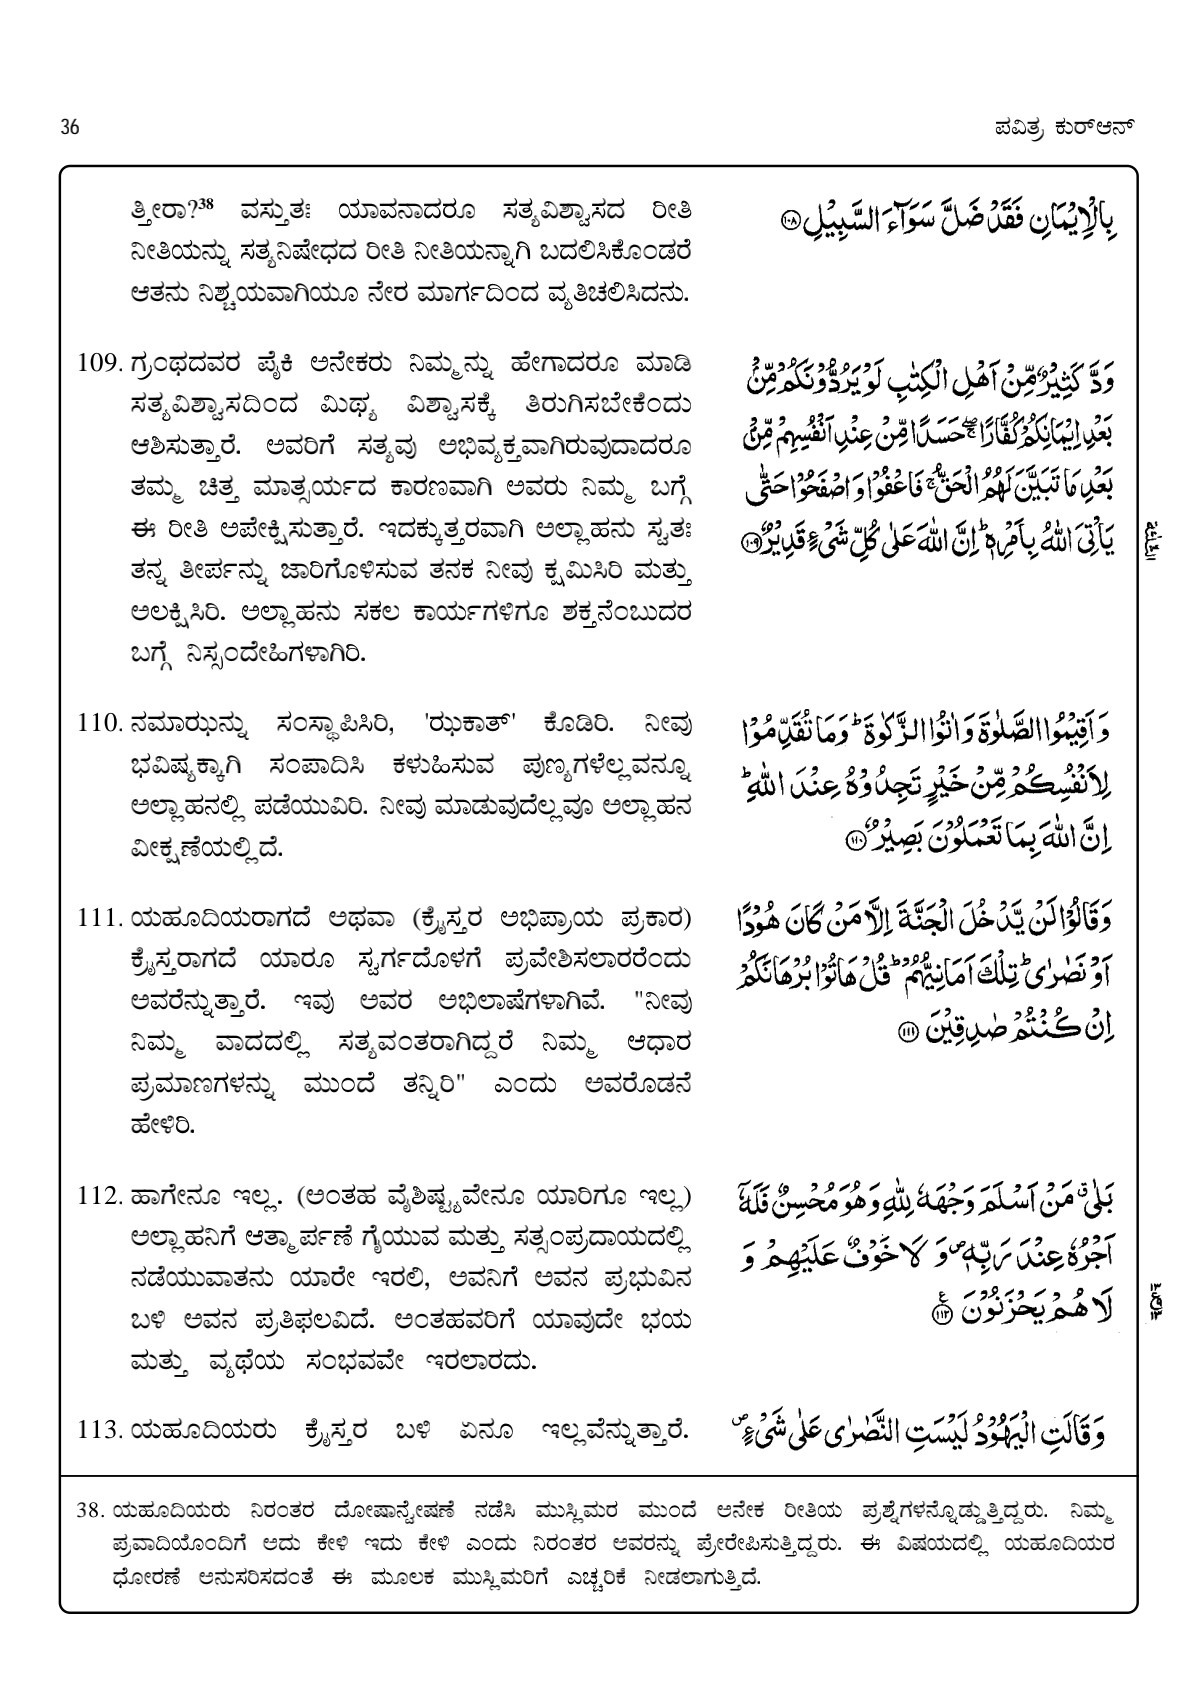 36
ಪವಿತ್ರ ಕುರ್‌ಆನ್
ತ್ತೀರಾ?38 ವಸ್ತುತಃ ಯಾವನಾದರೂ ಸತ್ಯವಿಶ್ವಾಸದ ರೀತಿ
ನೀತಿಯನ್ನು ಸತ್ಯನಿಷೇಧದ ರೀತಿ ನೀತಿಯನ್ನಾಗಿ ಬದಲಿಸಿಕೊಂಡರೆ
ಆತನು ನಿಶ್ಚಯವಾಗಿಯೂ ನೇರ ಮಾರ್ಗದಿಂದ ವ್ಯತಿಚಲಿಸಿದನು.
بِالْاِيْمَانِ فَقَدْ ضَلَّ سَوَآءَ السَّبِيْلِ ۝۱۰۸
109. ಗ್ರಂಥದವರ ಪೈಕಿ ಅನೇಕರು ನಿಮ್ಮನ್ನು ಹೇಗಾದರೂ ಮಾಡಿ
ಸತ್ಯವಿಶ್ವಾಸದಿಂದ ಮಿಥ್ಯ ವಿಶ್ವಾಸಕ್ಕೆ ತಿರುಗಿಸಬೇಕೆಂದು
ಆಶಿಸುತ್ತಾರೆ. ಅವರಿಗೆ ಸತ್ಯವು ಅಭಿವ್ಯಕ್ತವಾಗಿರುವುದಾದರೂ
ತಮ್ಮ ಚಿತ್ತ ಮಾತ್ಸರ್ಯದ ಕಾರಣವಾಗಿ ಅವರು ನಿಮ್ಮ ಬಗ್ಗೆ
ಈ ರೀತಿ ಅಪೇಕ್ಷಿಸುತ್ತಾರೆ. ಇದಕ್ಕುತ್ತರವಾಗಿ ಅಲ್ಲಾಹನು ಸ್ವತಃ
ತನ್ನ ತೀರ್ಪನ್ನು ಜಾರಿಗೊಳಿಸುವ ತನಕ ನೀವು ಕ್ಷಮಿಸಿರಿ ಮತ್ತು
ಅಲಕ್ಷಿಸಿರಿ. ಅಲ್ಲಾಹನು ಸಕಲ ಕಾರ್ಯಗಳಿಗೂ ಶಕ್ತನೆಂಬುದರ
ಬಗ್ಗೆ ನಿಸ್ಸಂದೇಹಿಗಳಾಗಿರಿ.
وَدَّ كَثِيْرٌ مِّنْ اَهْلِ الْكِتٰبِ لَوْ يَرُدُّوْنَكُمْ مِّنْۢ
بَعْدِ اِيْمَانِكُمْ كُفَّارًا ۖۚ حَسَدًا مِّنْ عِنْدِ اَنْفُسِهِمْ مِّنْۢ
بَعْدِ مَا تَبَيَّنَ لَهُمُ الْحَقُّ ۚ فَاعْفُوْا وَاصْفَحُوْا حَتّٰى
يَاْتِىَ اللّٰهُ بِاَمْرِهٖ ؕ اِنَّ اللّٰهَ عَلٰى كُلِّ شَىْءٍ قَدِيْرٌ ۝۱۰۹
110. ನಮಾಝನ್ನು ಸಂಸ್ಥಾಪಿಸಿರಿ, 'ಝಕಾತ್' ಕೊಡಿರಿ. ನೀವು
ಭವಿಷ್ಯಕ್ಕಾಗಿ ಸಂಪಾದಿಸಿ ಕಳುಹಿಸುವ ಪುಣ್ಯಗಳೆಲ್ಲವನ್ನೂ
ಅಲ್ಲಾಹನಲ್ಲಿ ಪಡೆಯುವಿರಿ. ನೀವು ಮಾಡುವುದೆಲ್ಲವೂ ಅಲ್ಲಾಹನ
ವೀಕ್ಷಣೆಯಲ್ಲಿದೆ.
وَاَقِيْمُوا الصَّلٰوةَ وَاٰتُوا الزَّكٰوةَ ؕ وَمَا تُقَدِّمُوْا
لِاَنْفُسِكُمْ مِّنْ خَيْرٍ تَجِدُوْهُ عِنْدَ اللّٰهِ ؕ
اِنَّ اللّٰهَ بِمَا تَعْمَلُوْنَ بَصِيْرٌ ۝۱۱۰
111. ಯಹೂದಿಯರಾಗದೆ ಅಥವಾ (ಕ್ರೈಸ್ತರ ಅಭಿಪ್ರಾಯ ಪ್ರಕಾರ)
ಕ್ರೈಸ್ತರಾಗದೆ ಯಾರೂ ಸ್ವರ್ಗದೊಳಗೆ ಪ್ರವೇಶಿಸಲಾರರೆಂದು
ಅವರೆನ್ನುತ್ತಾರೆ. ಇವು ಅವರ ಅಭಿಲಾಷೆಗಳಾಗಿವೆ. "ನೀವು
ನಿಮ್ಮ ವಾದದಲ್ಲಿ ಸತ್ಯವಂತರಾಗಿದ್ದರೆ ನಿಮ್ಮ ಆಧಾರ
ಪ್ರಮಾಣಗಳನ್ನು ಮುಂದೆ ತನ್ನಿರಿ" ಎಂದು ಅವರೊಡನೆ
ಹೇಳಿರಿ.
وَقَالُوْا لَنْ يَّدْخُلَ الْجَنَّةَ اِلَّا مَنْ كَانَ هُوْدًا
اَوْ نَصٰرٰى ؕ تِلْكَ اَمَانِيُّهُمْ ؕ قُلْ هَاتُوْا بُرْهَانَكُمْ
اِنْ كُنْتُمْ صٰدِقِيْنَ ۝۱۱۱
112. ಹಾಗೇನೂ ಇಲ್ಲ. (ಅಂತಹ ವೈಶಿಷ್ಟ್ಯವೇನೂ ಯಾರಿಗೂ ಇಲ್ಲ)
ಅಲ್ಲಾಹನಿಗೆ ಆತ್ಮಾರ್ಪಣೆ ಗೈಯುವ ಮತ್ತು ಸತ್ಸಂಪ್ರದಾಯದಲ್ಲಿ
ನಡೆಯುವಾತನು ಯಾರೇ ಇರಲಿ, ಅವನಿಗೆ ಅವನ ಪ್ರಭುವಿನ
ಬಳಿ ಅವನ ಪ್ರತಿಫಲವಿದೆ. ಅಂತಹವರಿಗೆ ಯಾವುದೇ ಭಯ
ಮತ್ತು ವ್ಯಥೆಯ ಸಂಭವವೇ ಇರಲಾರದು.
بَلٰى ۗ مَنْ اَسْلَمَ وَجْهَهٗ لِلّٰهِ وَهُوَ مُحْسِنٌ فَلَهٗۤ
اَجْرُهٗ عِنْدَ رَبِّهٖ ۪ وَ لَا خَوْفٌ عَلَيْهِمْ وَ
لَا هُمْ يَحْزَنُوْنَ ۝۱۱۲
113. ಯಹೂದಿಯರು ಕ್ರೈಸ್ತರ ಬಳಿ ಏನೂ ಇಲ್ಲವೆನ್ನುತ್ತಾರೆ.
وَقَالَتِ الْيَهُوْدُ لَيْسَتِ النَّصٰرٰى عَلٰى شَىْءٍ ۪
38. ಯಹೂದಿಯರು ನಿರಂತರ ದೋಷಾನ್ವೇಷಣೆ ನಡೆಸಿ ಮುಸ್ಲಿಮರ ಮುಂದೆ ಅನೇಕ ರೀತಿಯ ಪ್ರಶ್ನೆಗಳನ್ನೊಡ್ಡುತ್ತಿದ್ದರು. ನಿಮ್ಮ
ಪ್ರವಾದಿಯೊಂದಿಗೆ ಅದು ಕೇಳಿ ಇದು ಕೇಳಿ ಎಂದು ನಿರಂತರ ಅವರನ್ನು ಪ್ರೇರೇಪಿಸುತ್ತಿದ್ದರು. ಈ ವಿಷಯದಲ್ಲಿ ಯಹೂದಿಯರ
ಧೋರಣೆ ಅನುಸರಿಸದಂತೆ ಈ ಮೂಲಕ ಮುಸ್ಲಿಮರಿಗೆ ಎಚ್ಚರಿಕೆ ನೀಡಲಾಗುತ್ತಿದೆ.